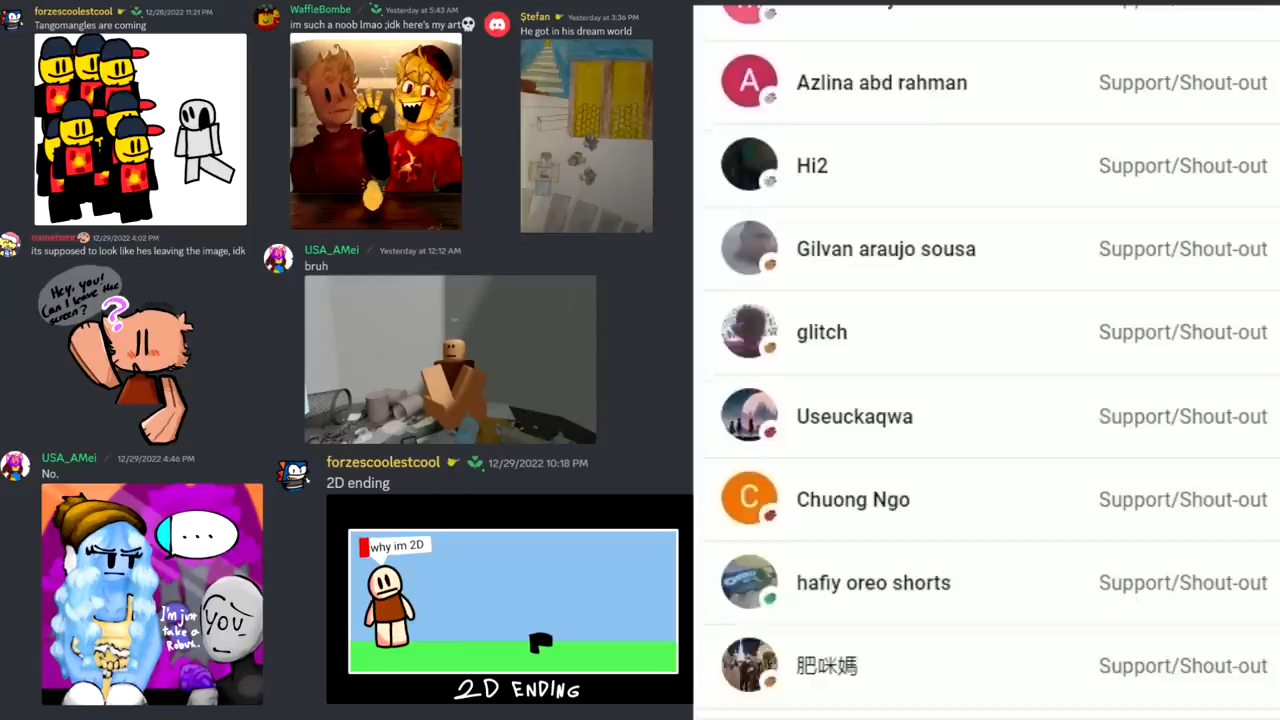 forzescoolestcool 12/28/2022 11:21 PM
Tangomangles are coming
WaffleBombe Yesterday at 5:43 AM
im such a noob lmao ;idk here's my art
Ștefan Yesterday at 3:36 PM
He got in his dream world
12/29/2022 4:02 PM
its supposed to look like hes leaving the image, idk
Hey, you!
Can I leave the
screen?
?
USA_AMei Yesterday at 12:12 AM
bruh
USA_AMei 12/29/2022 4:46 PM
No.
...
I'm just
take a
Robux.
YOU
forzescoolestcool 12/29/2022 10:18 PM
2D ending
why im 2D
2D ENDING
A Azlina abd rahman Support/Shout-out
Hi2 Support/Shout-out
Gilvan araujo sousa Support/Shout-out
glitch Support/Shout-out
Useuckaqwa Support/Shout-out
C Chuong Ngo Support/Shout-out
hafiy oreo shorts Support/Shout-out
肥咪媽 Support/Shout-out